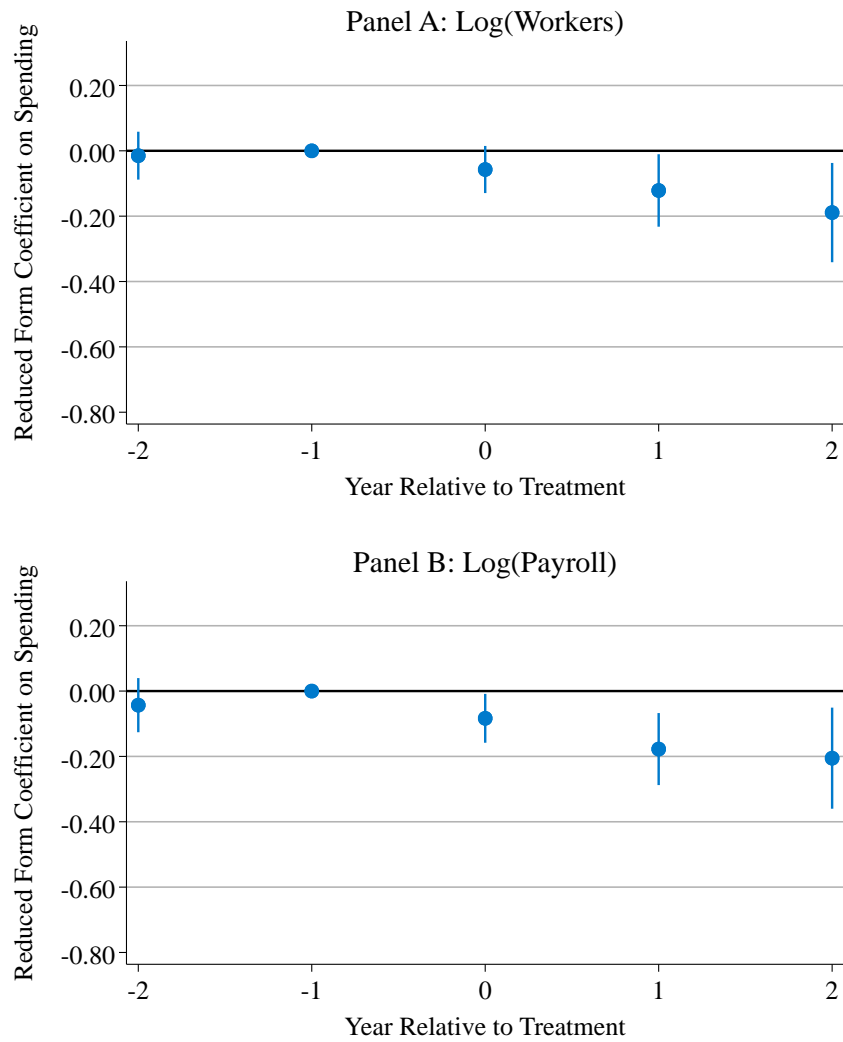 Panel A: Log(Workers)
Reduced Form Coefficient on Spending
0.20
0.00
-0.20
-0.40
-0.60
-0.80
-2 -1 0 1 2
Year Relative to Treatment
Panel B: Log(Payroll)
Reduced Form Coefficient on Spending
0.20
0.00
-0.20
-0.40
-0.60
-0.80
-2 -1 0 1 2
Year Relative to Treatment